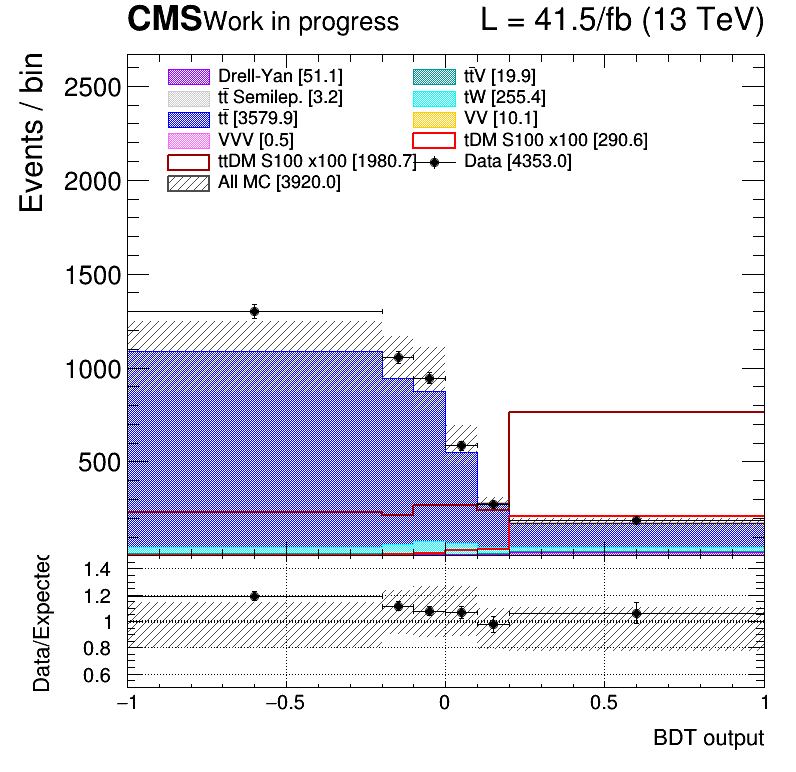 CMS Work in progress L = 41.5/fb (13 TeV)
Events / bin
2500
2000
1500
1000
500
Drell-Yan [51.1]
tt̄V [19.9]
tt̄ Semilep. [3.2]
tW [255.4]
tt̄ [3579.9]
VV [10.1]
VVV [0.5]
tDM S100 x100 [290.6]
ttDM S100 x100 [1980.7]
Data [4353.0]
All MC [3920.0]
Data/Expected
1.4
1.2
1
0.8
0.6
−1 −0.5 0 0.5 1
BDT output